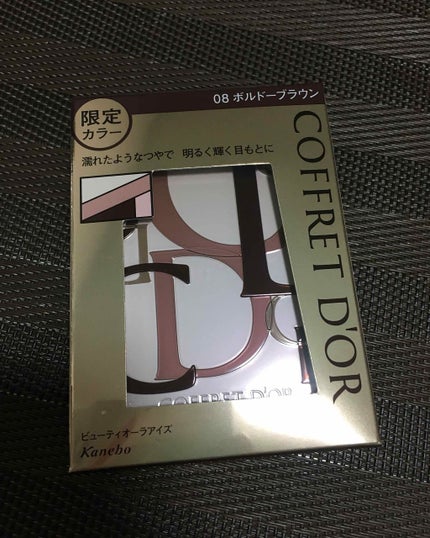 08 ボルドーブラウン
限定
カラー
濡れたようなつやで 明るく輝く目もとに
COFFRET D'OR
COFFRET D'OR
ビューティオーラアイズ
Kanebo